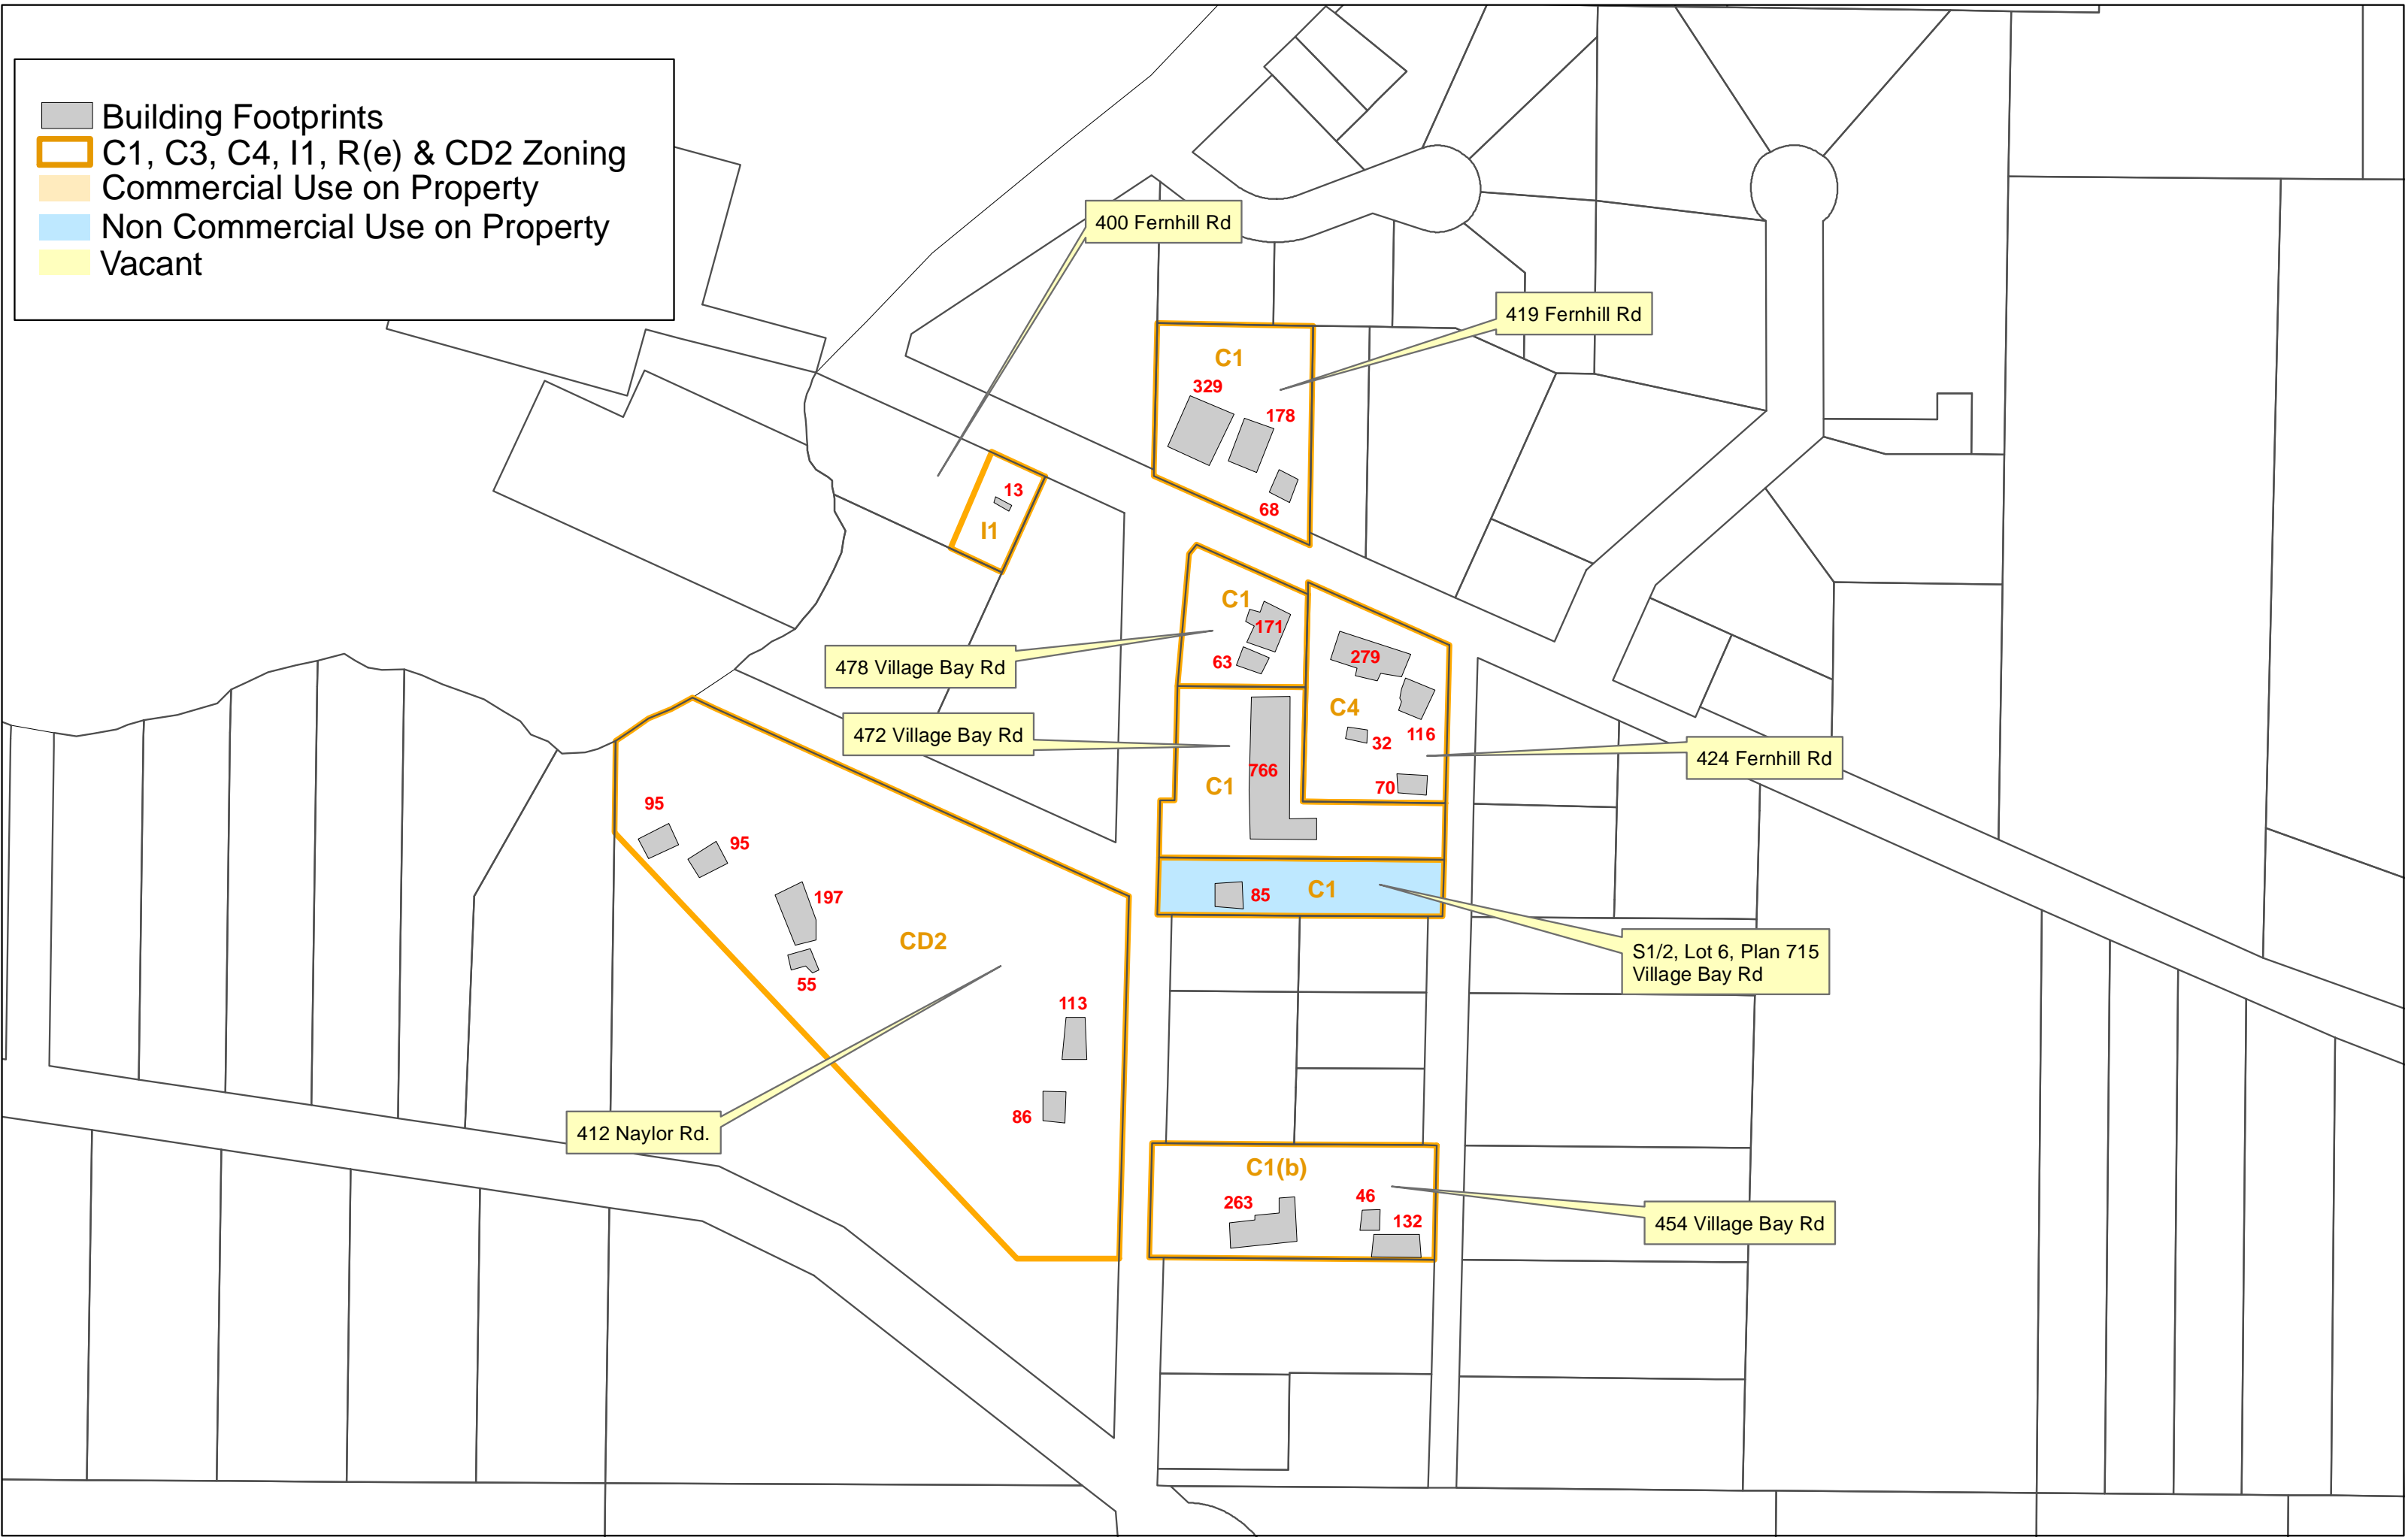 Building Footprints
C1, C3, C4, I1, R(e) & CD2 Zoning
Commercial Use on Property
Non Commercial Use on Property
Vacant
400 Fernhill Rd
419 Fernhill Rd
C1
329
178
68
13
I1
C1
171
63
478 Village Bay Rd
279
C4
116
32
70
472 Village Bay Rd
424 Fernhill Rd
766
C1
95
95
197
55
CD2
85
C1
S1/2, Lot 6, Plan 715
Village Bay Rd
113
86
412 Naylor Rd.
C1(b)
263
46
132
454 Village Bay Rd